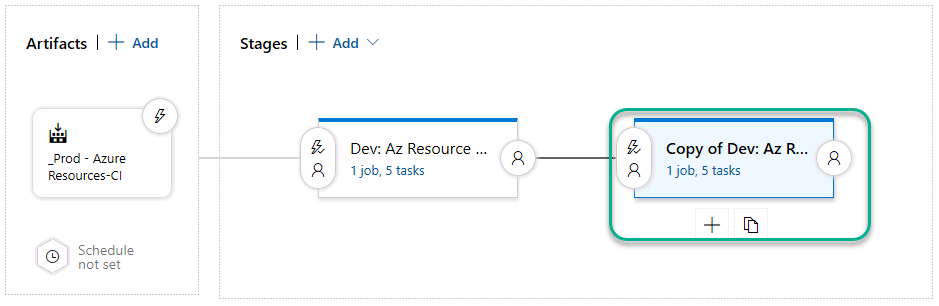 Artifacts | + Add
Stages | + Add
_Prod - Azure
Resources-CI
Schedule
not set
Dev: Az Resource ...
1 job, 5 tasks
Copy of Dev: Az R...
1 job, 5 tasks